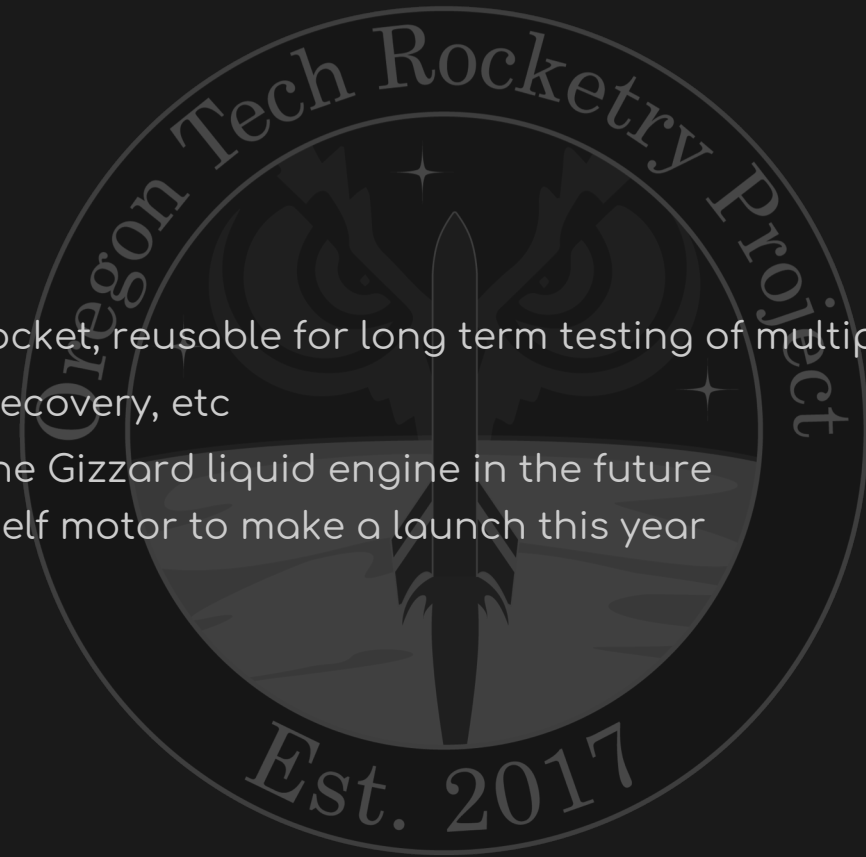 Oregon Tech Rocketry Project
ocket, reusable for long term testing of multip
ecovery, etc
he Gizzard liquid engine in the future
elf motor to make a launch this year
Est. 2017